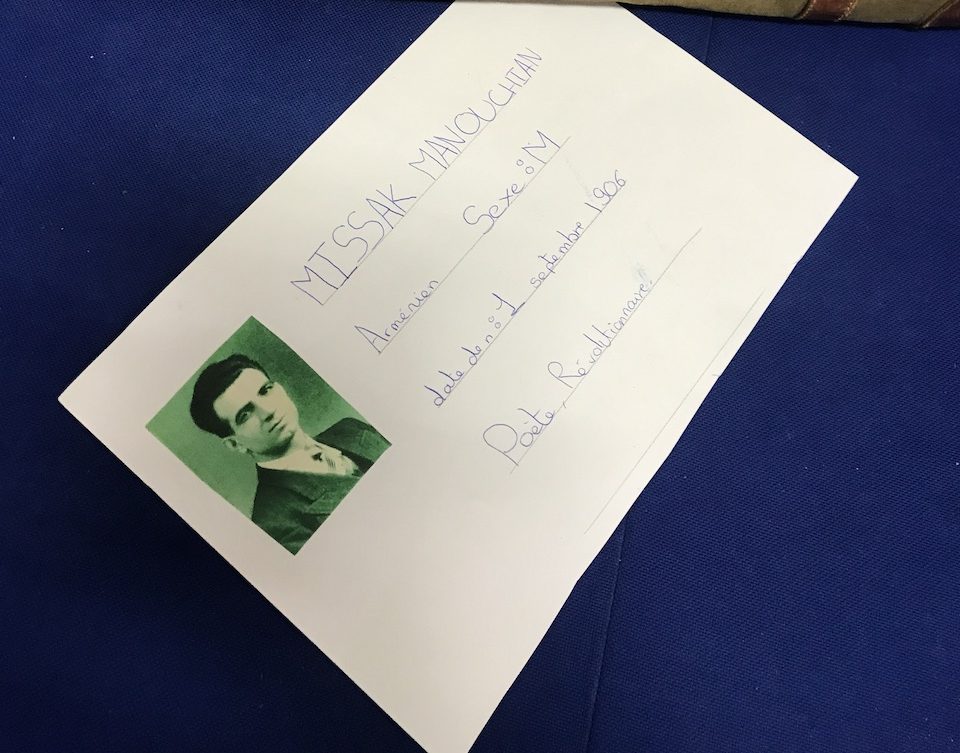 MISSAK MANOUCHIAN
Arménien Sexe : M
date de n : 1 septembre 1906
Poète, Révolutionnaire.